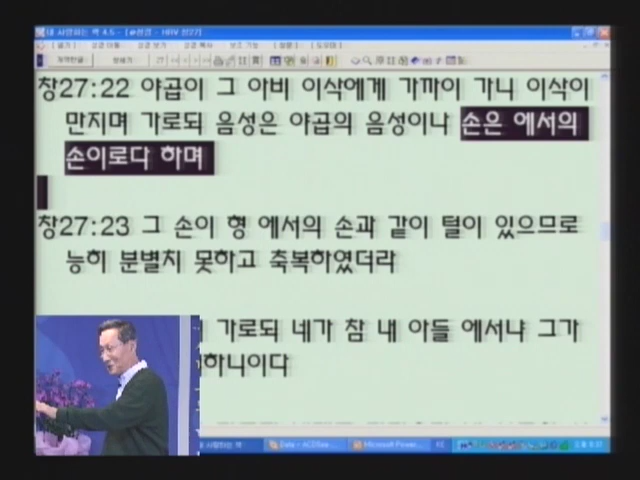 창27:22 야곱이 그 아비 이삭에게 가까이 가니 이삭이
만지며 가로되 음성은 야곱의 음성이나 손은 에서의
손이로다 하며
창27:23 그 손이 형 에서의 손과 같이 털이 있으므로
능히 분별치 못하고 축복하였더라
가로되 네가 참 내 아들 에서냐 그가
하니이다